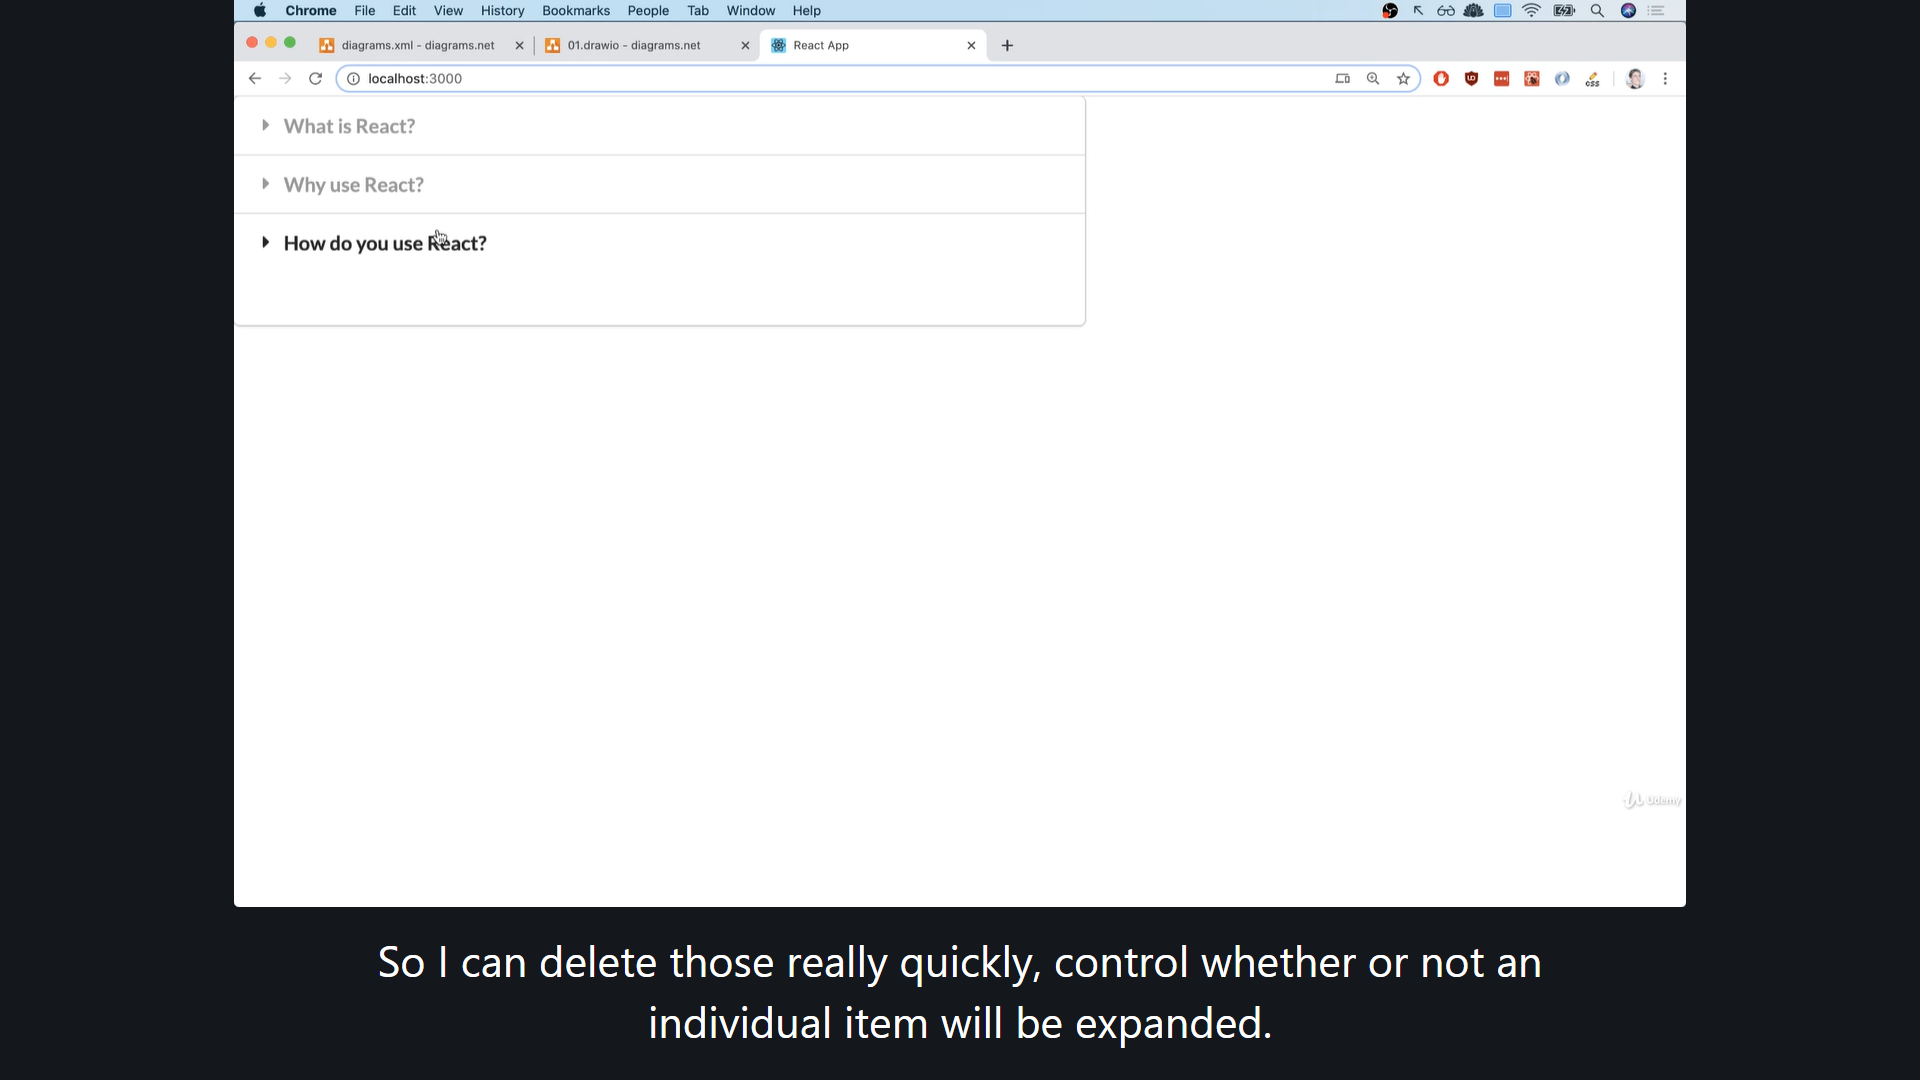 Chrome File Edit View History Bookmarks People Tab Window Help
diagrams.xml - diagrams.net 01.drawio - diagrams.net React App
localhost:3000
css
What is React?
Why use React?
How do you use React?
Udemy
So I can delete those really quickly, control whether or not an
individual item will be expanded.